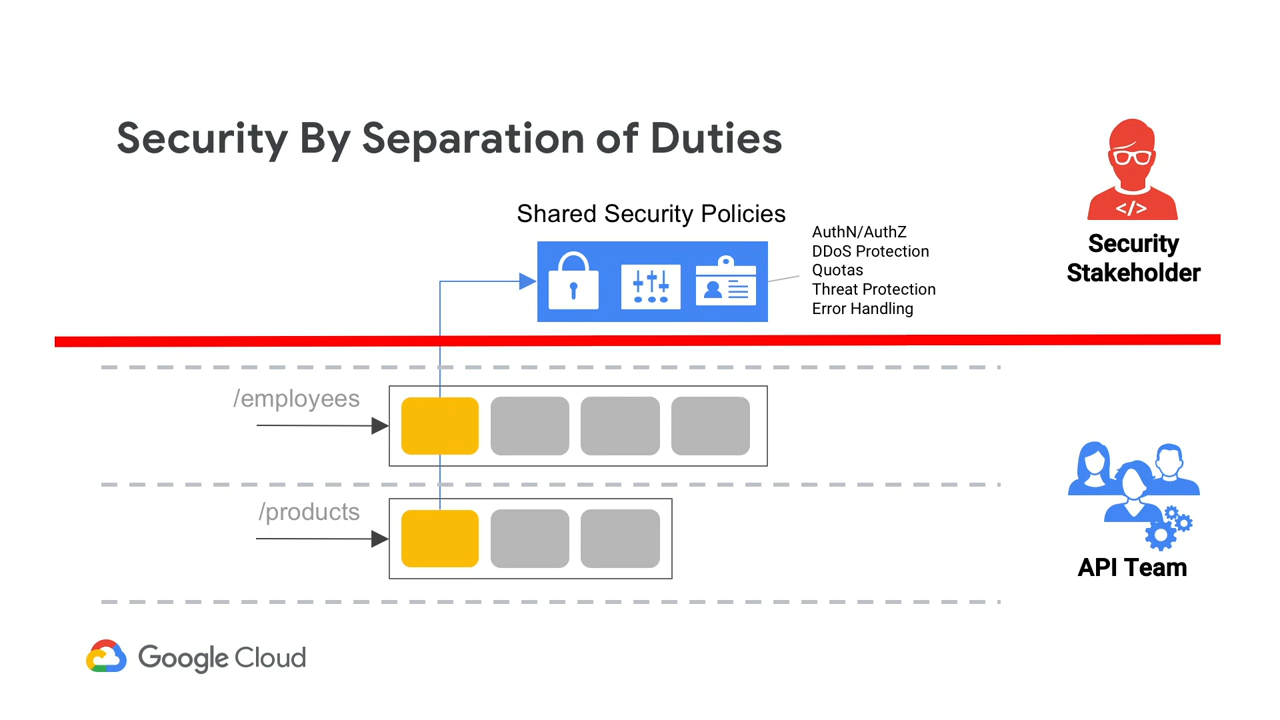 Security By Separation of Duties
Shared Security Policies
AuthN/AuthZ
DDoS Protection
Quotas
Threat Protection
Error Handling
</>
Security
Stakeholder
/employees
/products
API Team
Google Cloud